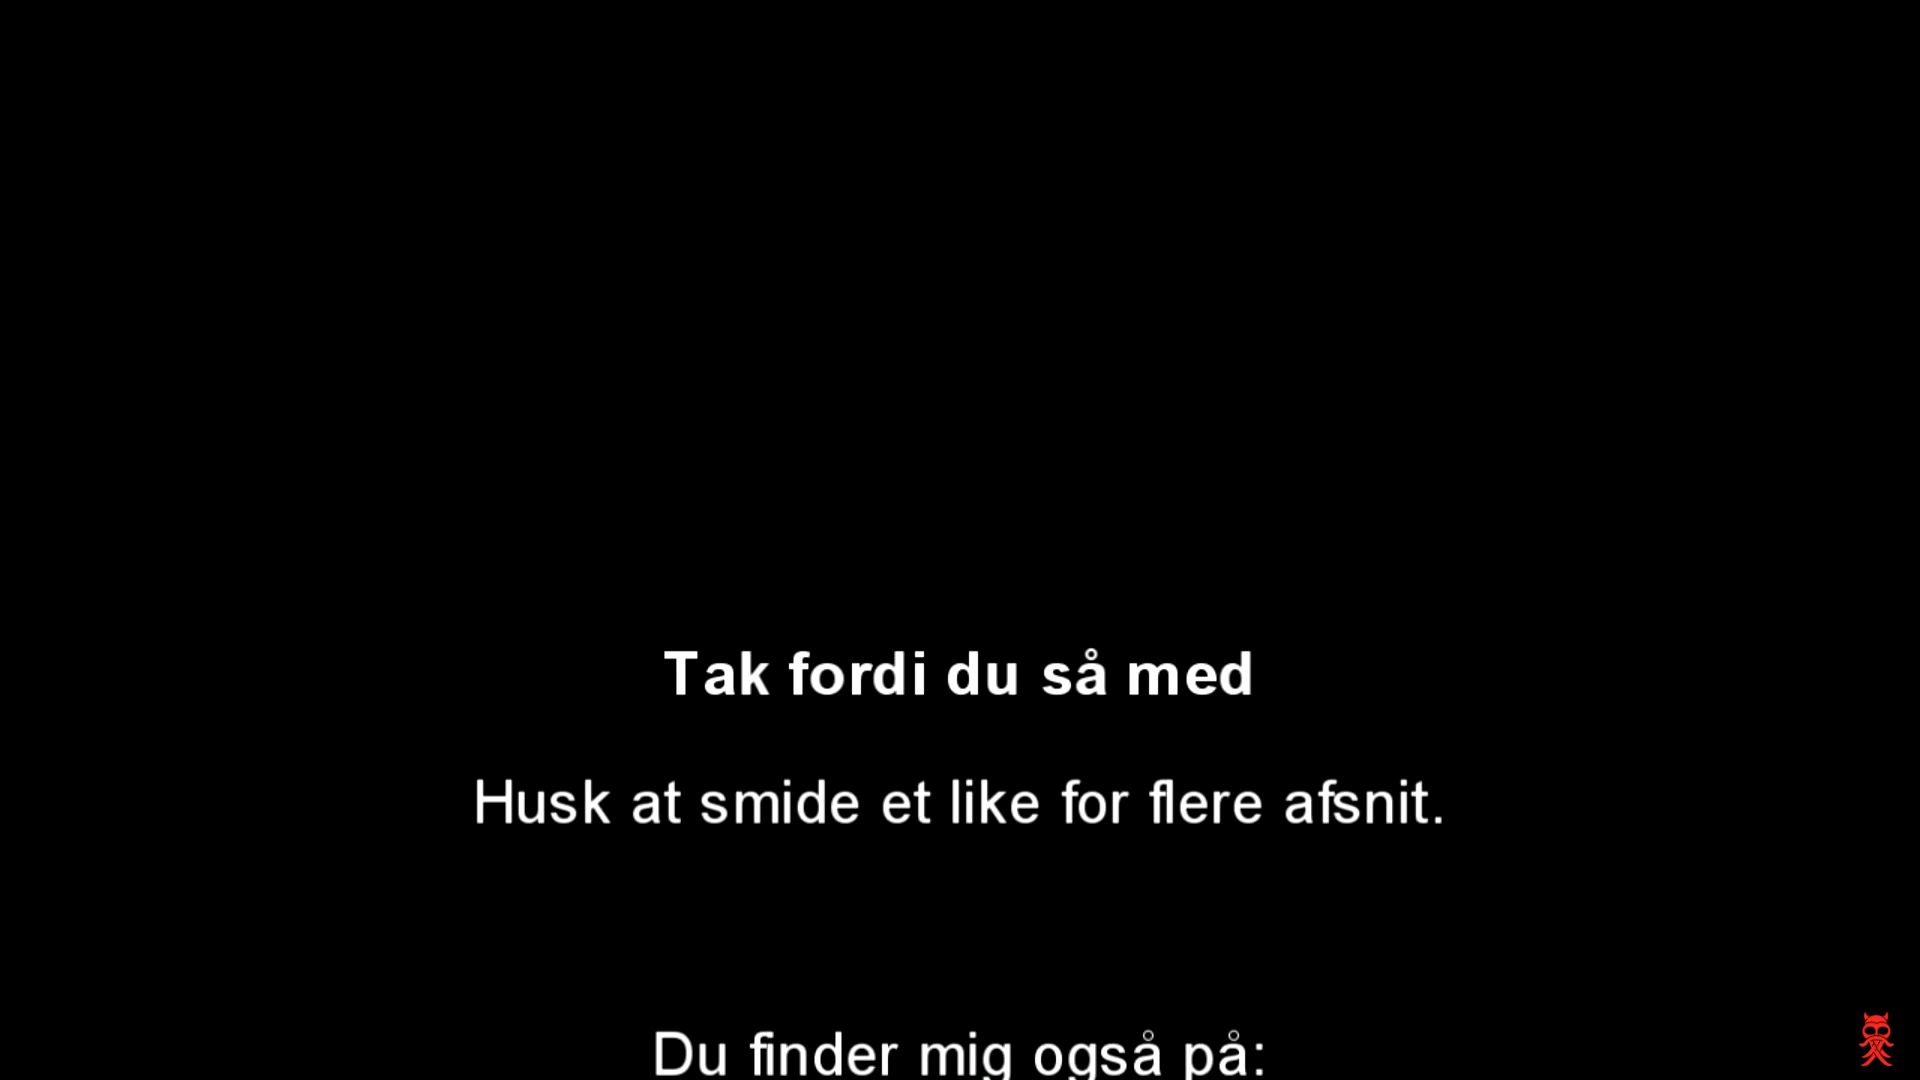 Tak fordi du så med
Husk at smide et like for flere afsnit.
Du finder mig også på: